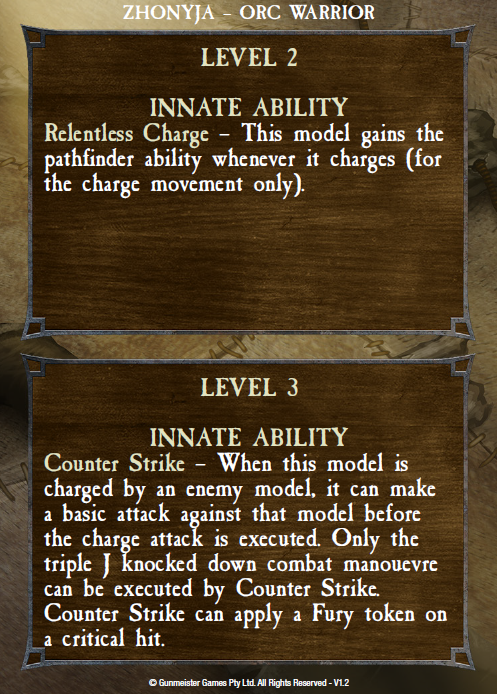 ZHONYJA – ORC WARRIOR
LEVEL 2
INNATE ABILITY
Relentless Charge – This model gains the
pathfinder ability whenever it charges (for
the charge movement only).
LEVEL 3
INNATE ABILITY
Counter Strike – When this model is
charged by an enemy model, it can make
a basic attack against that model before
the charge attack is executed. Only the
triple J knocked down combat manouevre
can be executed by Counter Strike.
Counter Strike can apply a Fury token on
a critical hit.
© Gunmeister Games Pty Ltd. All Rights Reserved - V1.2